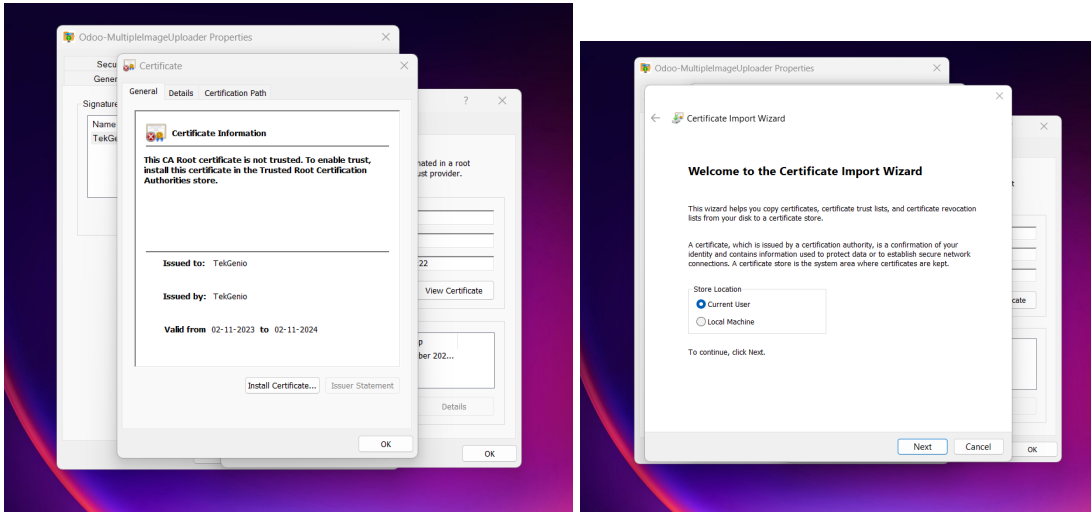 Odoo-MultipleImageUploader Properties
Secu
Gener
Signature
Name
TekGe
Certificate
General Details Certification Path
Certificate Information
This CA Root certificate is not trusted. To enable trust,
install this certificate in the Trusted Root Certification
Authorities store.
Issued to: TekGenio
Issued by: TekGenio
Valid from 02-11-2023 to 02-11-2024
Install Certificate... Issuer Statement
OK
?
nated in a root
ust provider.
22
View Certificate
p
ber 202...
Details
OK
Odoo-MultipleImageUploader Properties
Certificate Import Wizard
Welcome to the Certificate Import Wizard
This wizard helps you copy certificates, certificate trust lists, and certificate revocation
lists from your disk to a certificate store.
A certificate, which is issued by a certification authority, is a confirmation of your
identity and contains information used to protect data or to establish secure network
connections. A certificate store is the system area where certificates are kept.
Store Location
Current User
Local Machine
To continue, click Next.
Next Cancel
t
cate
OK